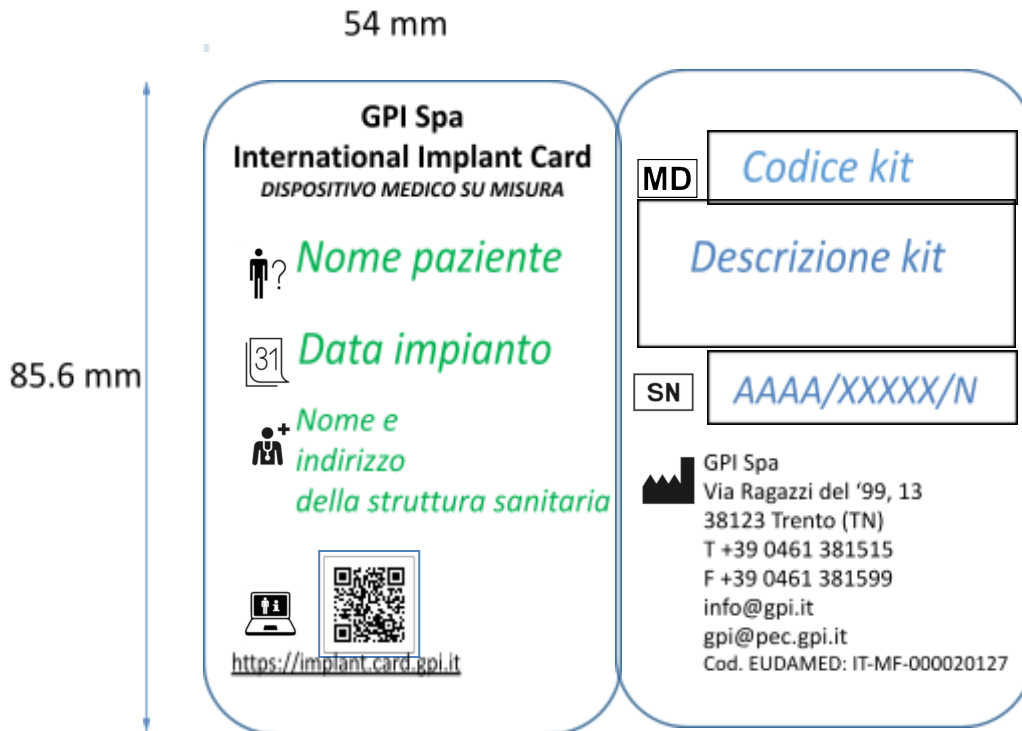 54 mm
85.6 mm
GPI Spa
International Implant Card
DISPOSITIVO MEDICO SU MISURA
?
Nome paziente
31
Data impianto
Nome e
indirizzo
della struttura sanitaria
https://implant.card.gpi.it
MD
Codice kit
Descrizione kit
SN
AAAA/XXXXX/N
GPI Spa
Via Ragazzi del ‘99, 13
38123 Trento (TN)
T +39 0461 381515
F +39 0461 381599
info@gpi.it
gpi@pec.gpi.it
Cod. EUDAMED: IT-MF-000020127